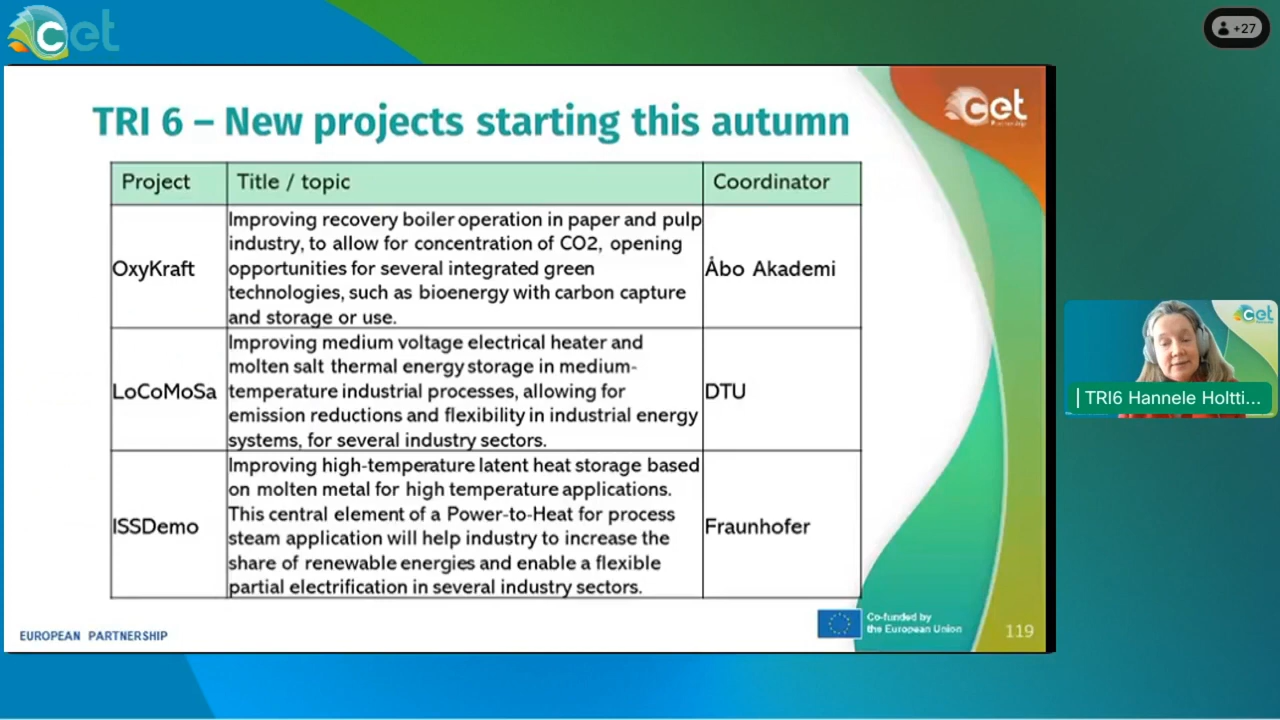 cet
+27
TRI 6 – New projects starting this autumn
cet
Project
Title / topic
Coordinator
OxyKraft
Improving recovery boiler operation in paper and pulp
industry, to allow for concentration of CO2, opening
opportunities for several integrated green
technologies, such as bioenergy with carbon capture
and storage or use.
Åbo Akademi
LoCoMoSa
Improving medium voltage electrical heater and
molten salt thermal energy storage in medium-
temperature industrial processes, allowing for
emission reductions and flexibility in industrial energy
systems, for several industry sectors.
DTU
ISSDemo
Improving high-temperature latent heat storage based
on molten metal for high temperature applications.
This central element of a Power-to-Heat for process
steam application will help industry to increase the
share of renewable energies and enable a flexible
partial electrification in several industry sectors.
Fraunhofer
EUROPEAN PARTNERSHIP
Co-funded by
the European Union
119
cet
TRI6 Hannele Holtti...